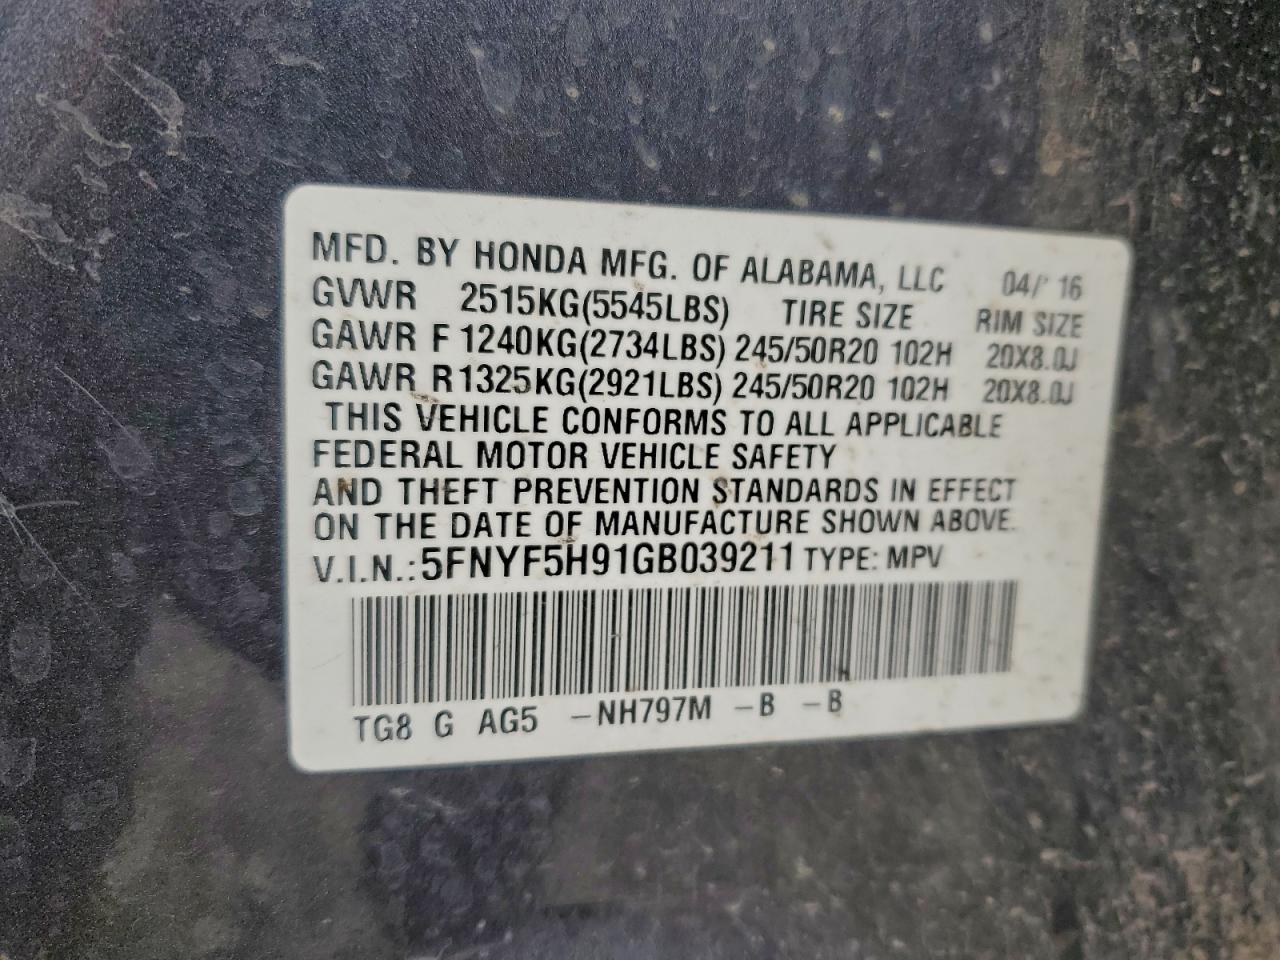 MFD. BY HONDA MFG. OF ALABAMA, LLC 04/' 16
GVWR 2515KG(5545LBS) TIRE SIZE RIM SIZE
GAWR F 1240KG(2734LBS) 245/50R20 102H 20X8.0J
GAWR R1325KG(2921LBS) 245/50R20 102H 20X8.0J
THIS VEHICLE CONFORMS TO ALL APPLICABLE
FEDERAL MOTOR VEHICLE SAFETY
AND THEFT PREVENTION STANDARDS IN EFFECT
ON THE DATE OF MANUFACTURE SHOWN ABOVE.
V.I.N.: 5FNYF5H91GB039211 TYPE: MPV
TG8 G AG5 -NH797M -B -B